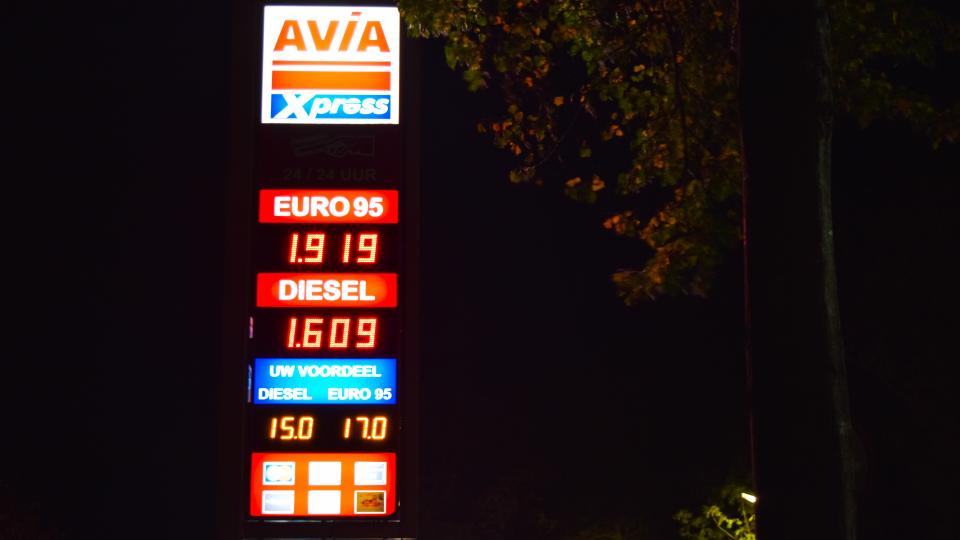 AVIA
Xpress
24 / 24 UUR
EURO 95
1.919
DIESEL
1.609
UW VOORDEEL
DIESEL EURO 95
15.0 17.0